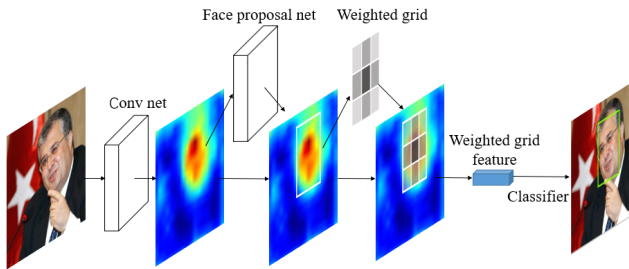 Face proposal net
Weighted grid
Conv net
Weighted grid
feature
Classifier